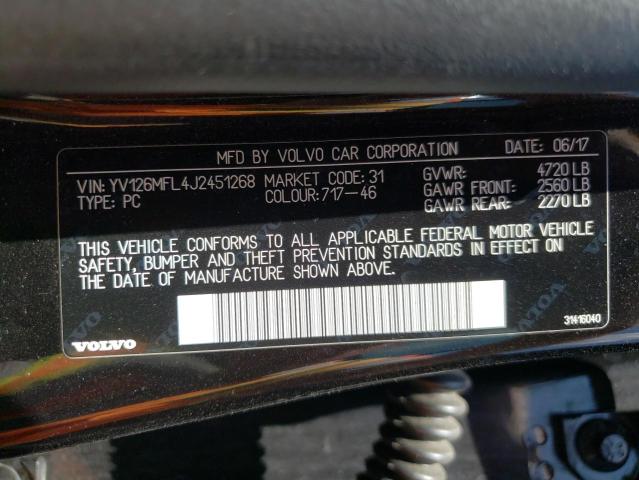 MFD BY VOLVO CAR CORPORATION DATE: 06/17
VIN: YV126MFL4J2451268 MARKET CODE: 31 GVWR: 4720 LB
TYPE: PC COLOUR: 717-46 GAWR FRONT: 2560 LB
GAWR REAR: 2270 LB
THIS VEHICLE CONFORMS TO ALL APPLICABLE FEDERAL MOTOR VEHICLE
SAFETY, BUMPER AND THEFT PREVENTION STANDARDS IN EFFECT ON
THE DATE OF MANUFACTURE SHOWN ABOVE.
31416040
VOLVO